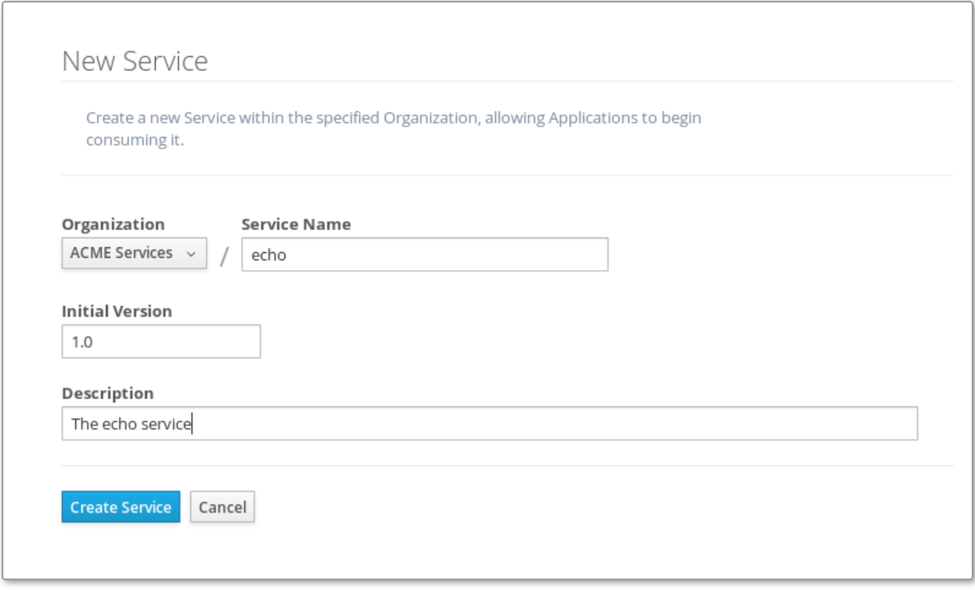 New Service
Create a new Service within the specified Organization, allowing Applications to begin
consuming it.
Organization
Service Name
ACME Services
/
echo
Initial Version
1.0
Description
The echo service
Create Service
Cancel